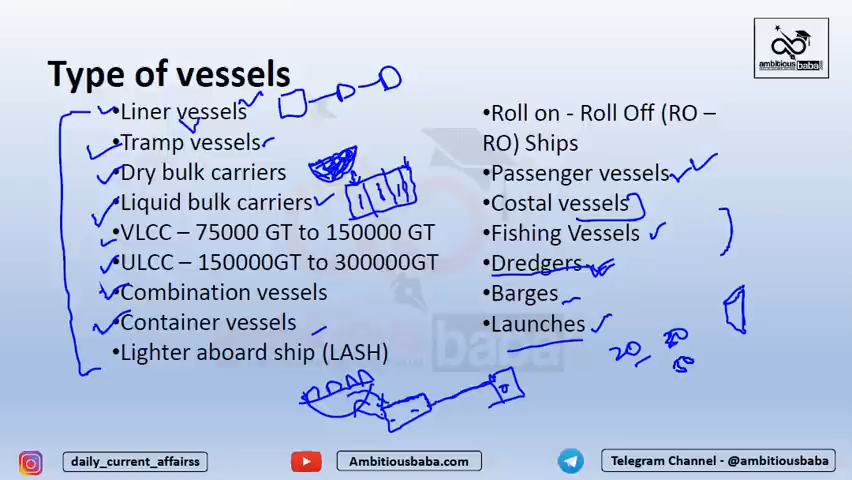 ambitiousbaba
Type of vessels
•Liner vessels
•Tramp vessels
•Dry bulk carriers
•Liquid bulk carriers
•VLCC – 75000 GT to 150000 GT
•ULCC – 150000GT to 300000GT
•Combination vessels
•Container vessels
•Lighter aboard ship (LASH)
•Roll on - Roll Off (RO –
RO) Ships
•Passenger vessels
•Costal vessels
•Fishing Vessels
•Dredgers
•Barges
•Launches
20
daily_current_affairss
Ambitiousbaba.com
Telegram Channel - @ambitiousbaba